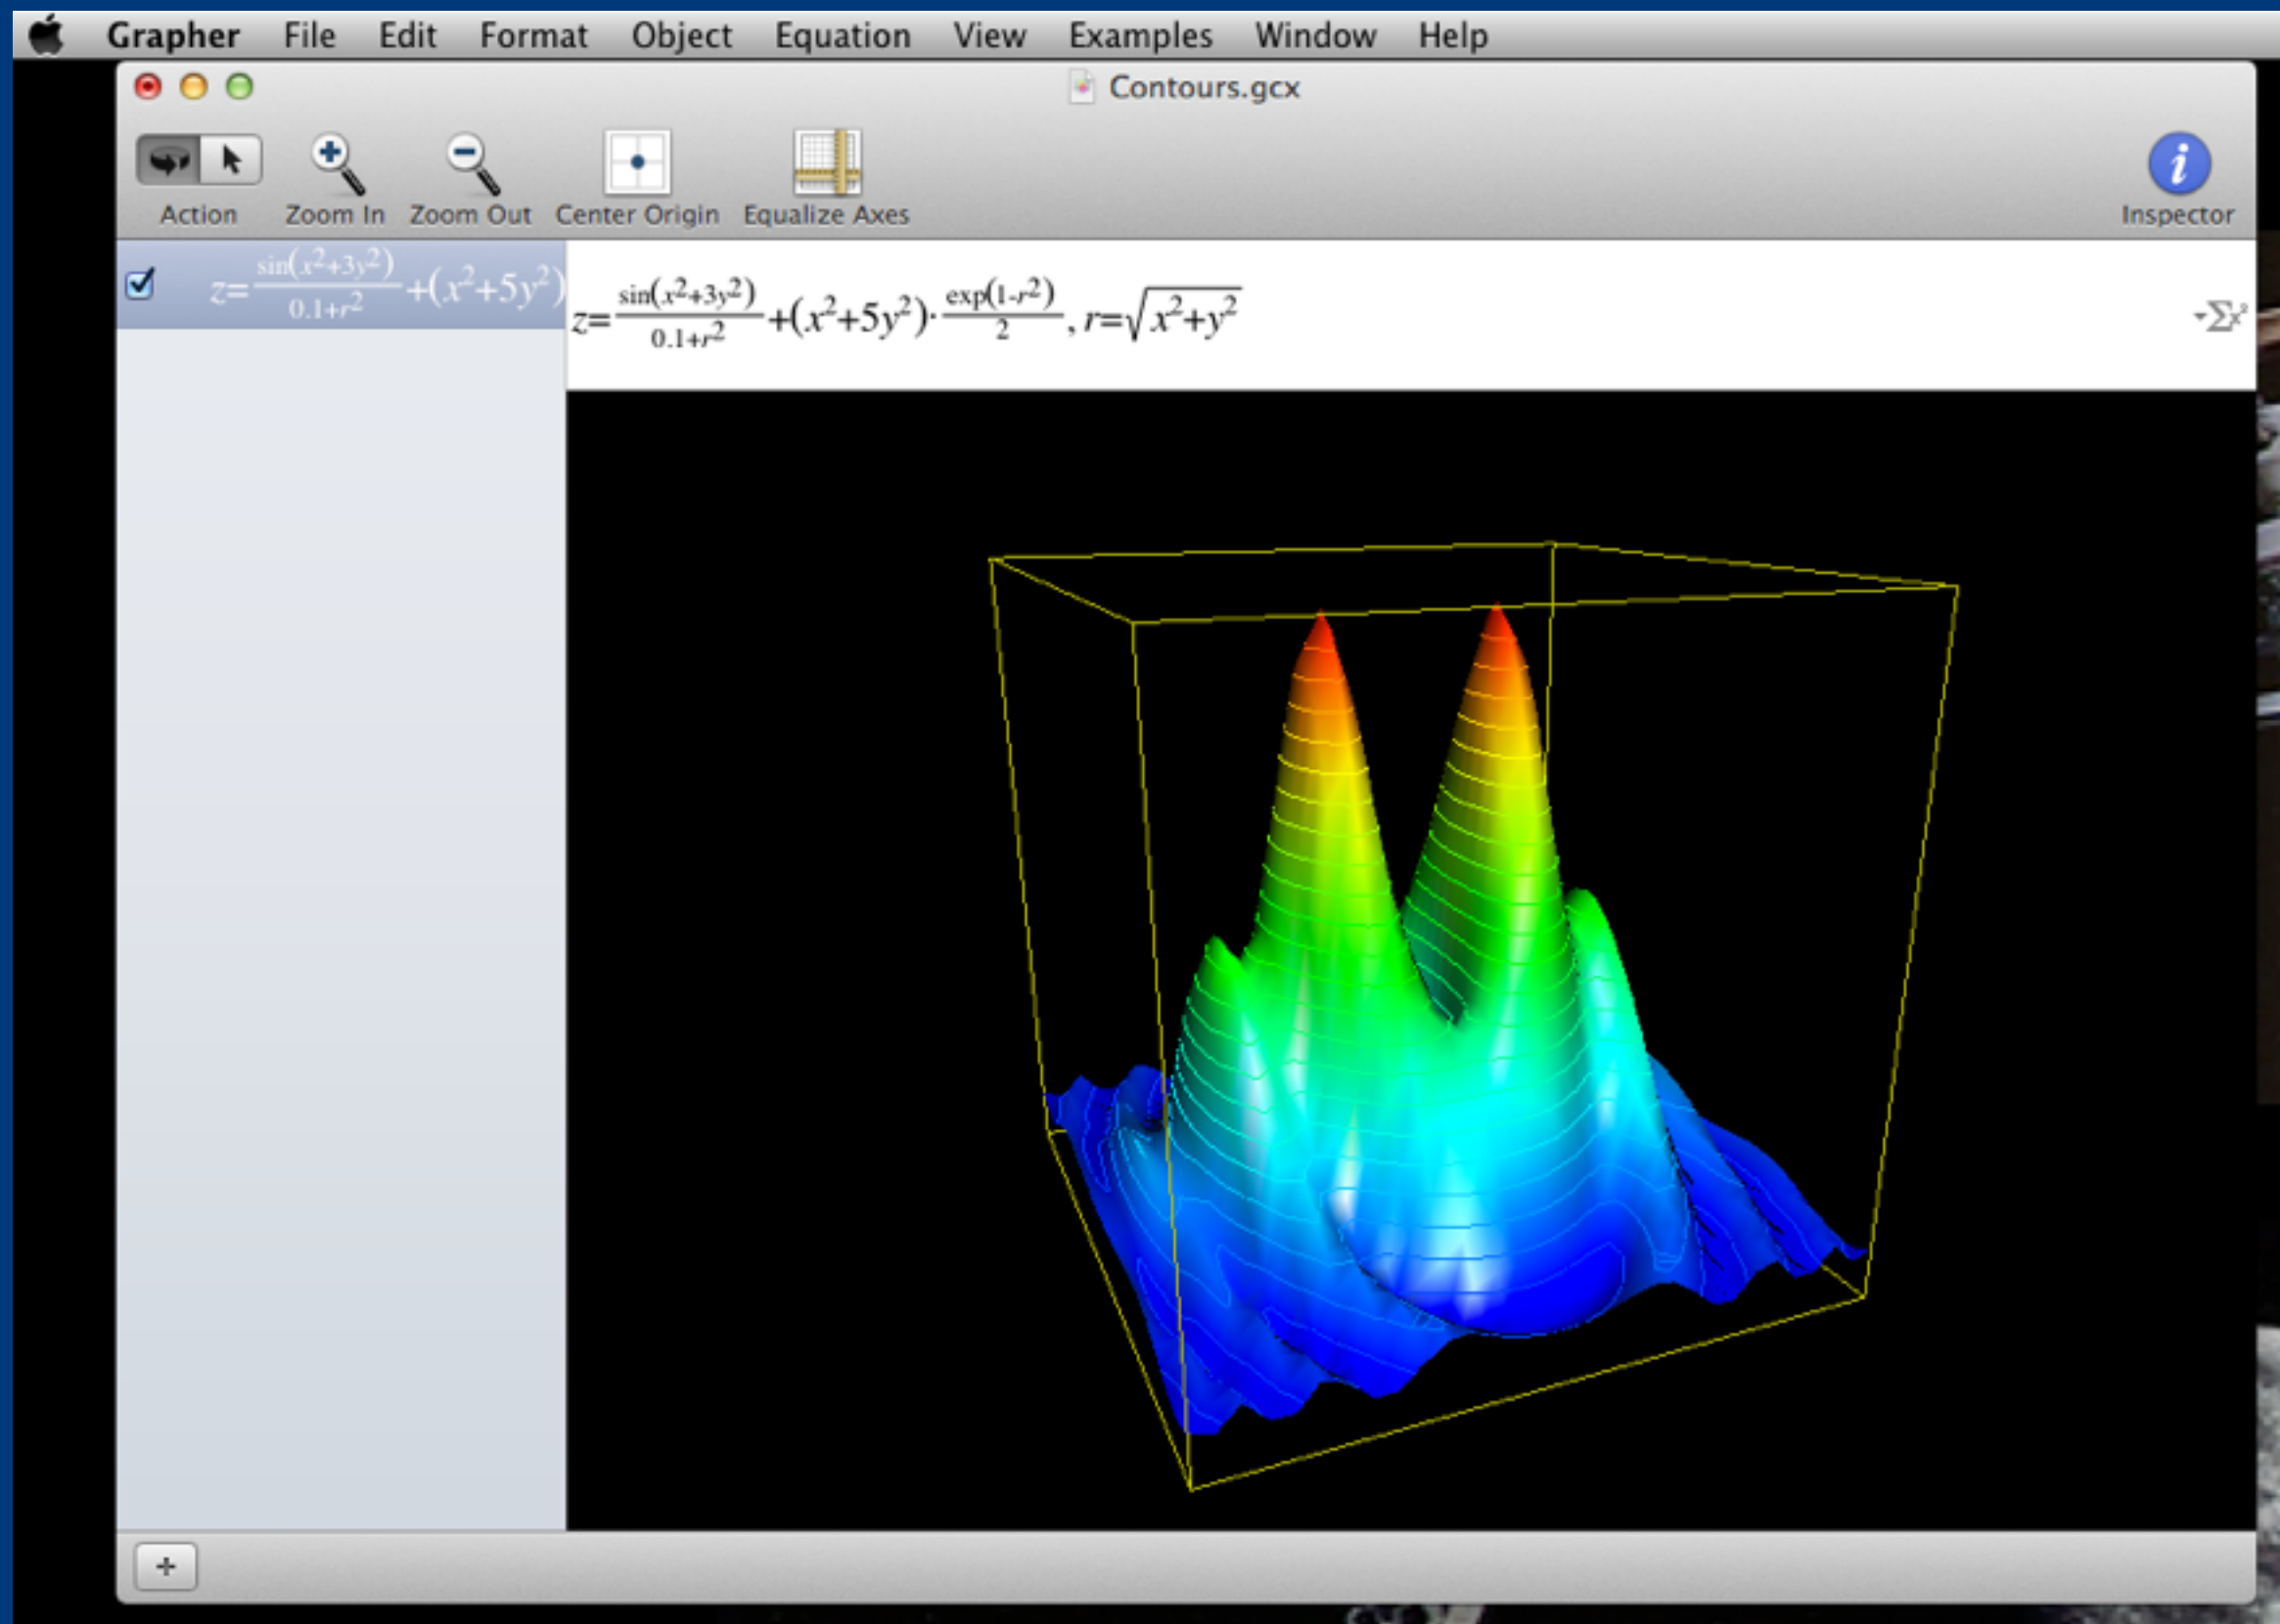 Grapher File Edit Format Object Equation View Examples Window Help
Contours.gcx
Action Zoom In Zoom Out Center Origin Equalize Axes Inspector
z=sin(x²+3y²)/0.1+r² +(x²+5y²)
z=sin(x²+3y²)/0.1+r² +(x²+5y²)·exp(1-r²)/2, r=√x²+y²
Σx²
+